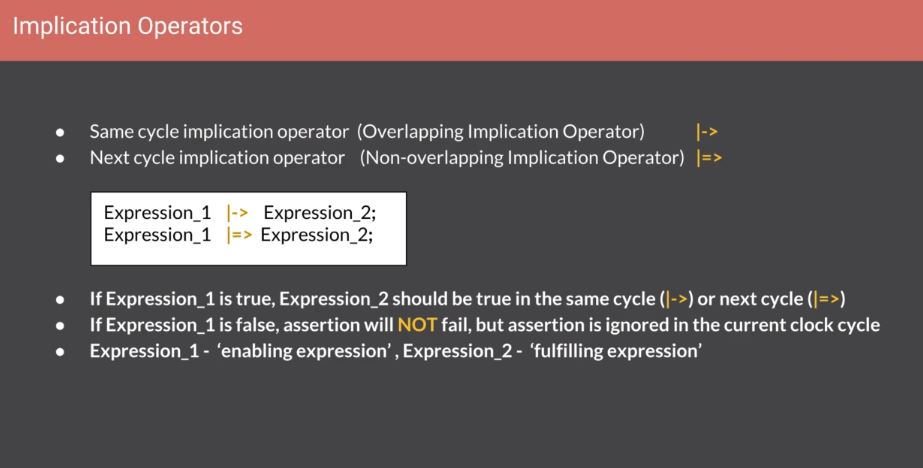 Implication Operators
● Same cycle implication operator (Overlapping Implication Operator) |->
● Next cycle implication operator (Non-overlapping Implication Operator) |=>
Expression_1 |-> Expression_2;
Expression_1 |=> Expression_2;
● If Expression_1 is true, Expression_2 should be true in the same cycle (|->) or next cycle (|=>)
● If Expression_1 is false, assertion will NOT fail, but assertion is ignored in the current clock cycle
● Expression_1 - ‘enabling expression’ , Expression_2 - ‘fulfilling expression’